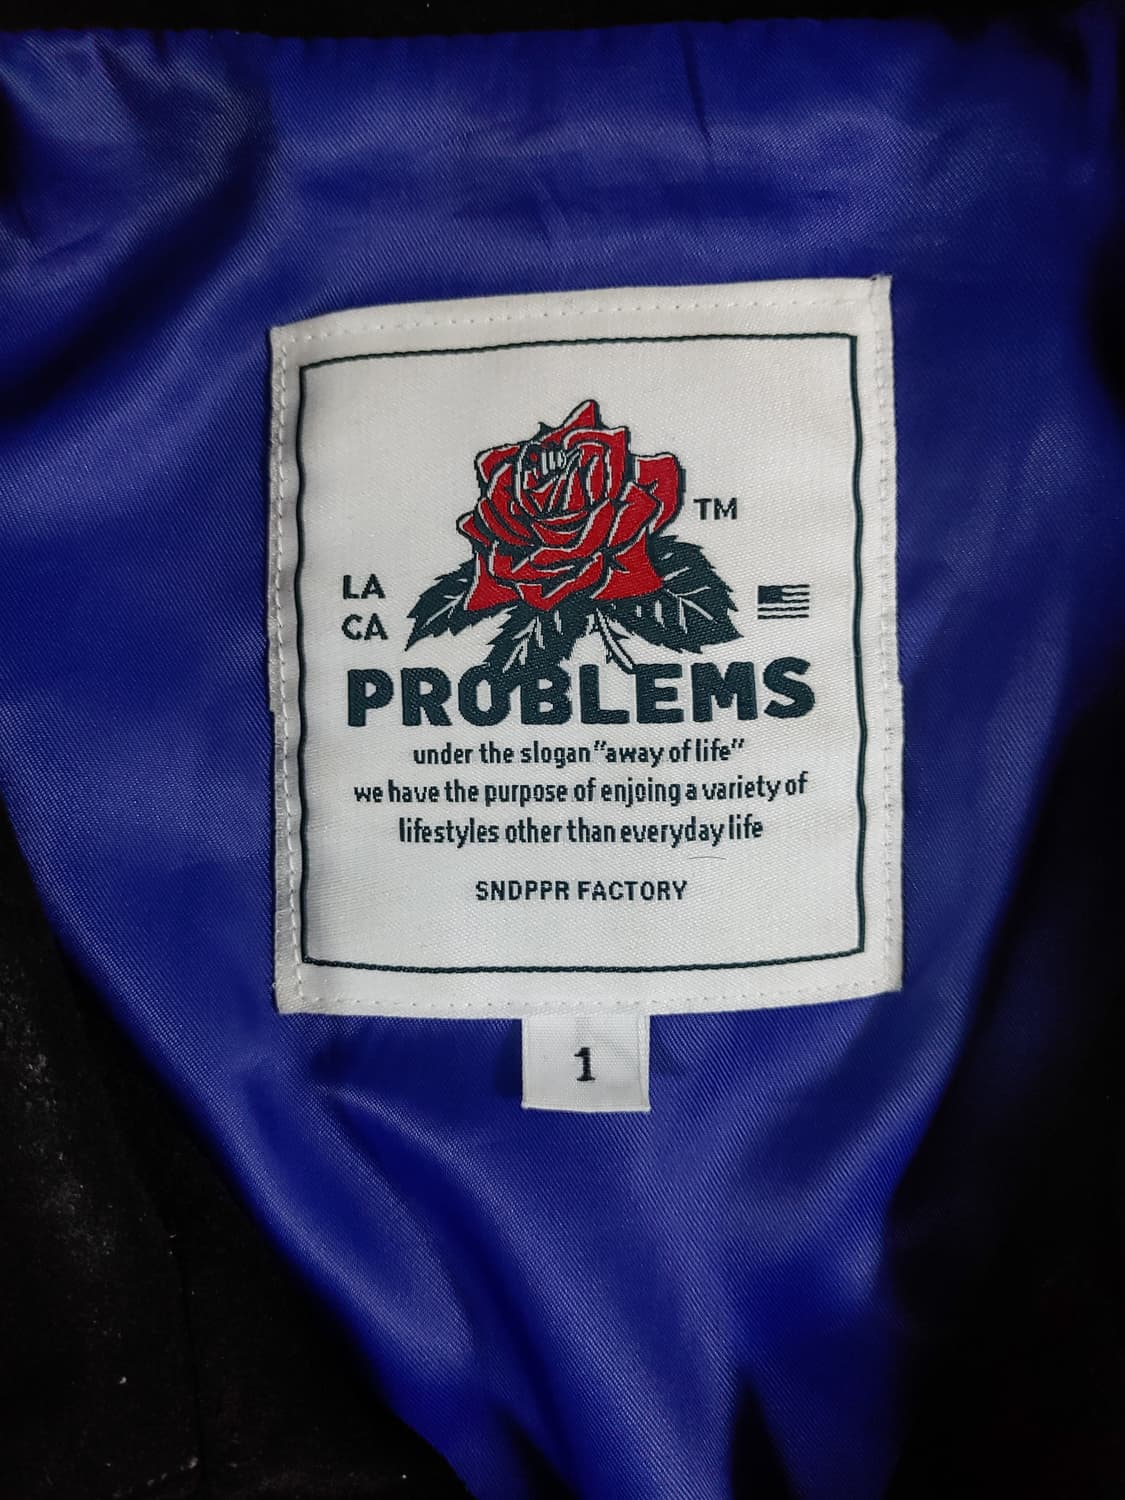 TM
LA
CA
PROBLEMS
under the slogan "away of life"
we have the purpose of enjoing a variety of
lifestyles other than everyday life
SNDPPR FACTORY
1